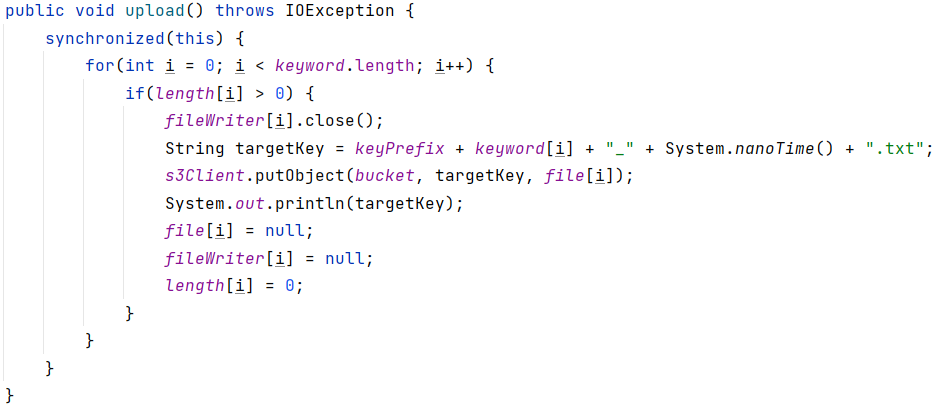 public void upload() throws IOException {
    synchronized(this) {
        for(int i = 0; i < keyword.length; i++) {
            if(length[i] > 0) {
                fileWriter[i].close();
                String targetKey = keyPrefix + keyword[i] + "_" + System.nanoTime() + ".txt";
                s3Client.putObject(bucket, targetKey, file[i]);
                System.out.println(targetKey);
                file[i] = null;
                fileWriter[i] = null;
                length[i] = 0;
            }
        }
    }
}